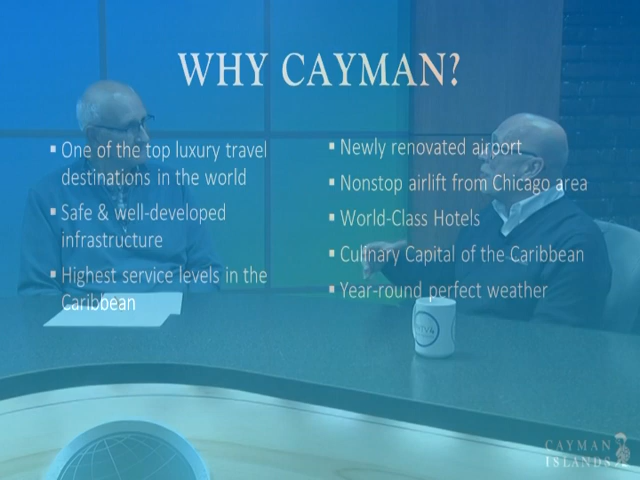 WHY CAYMAN?
▪ One of the top luxury travel
destinations in the world
▪ Safe & well-developed
infrastructure
▪ Highest service levels in the
Caribbean
▪ Newly renovated airport
▪ Nonstop airlift from Chicago area
▪ World-Class Hotels
▪ Culinary Capital of the Caribbean
▪ Year-round perfect weather
CAYMAN
ISLANDS